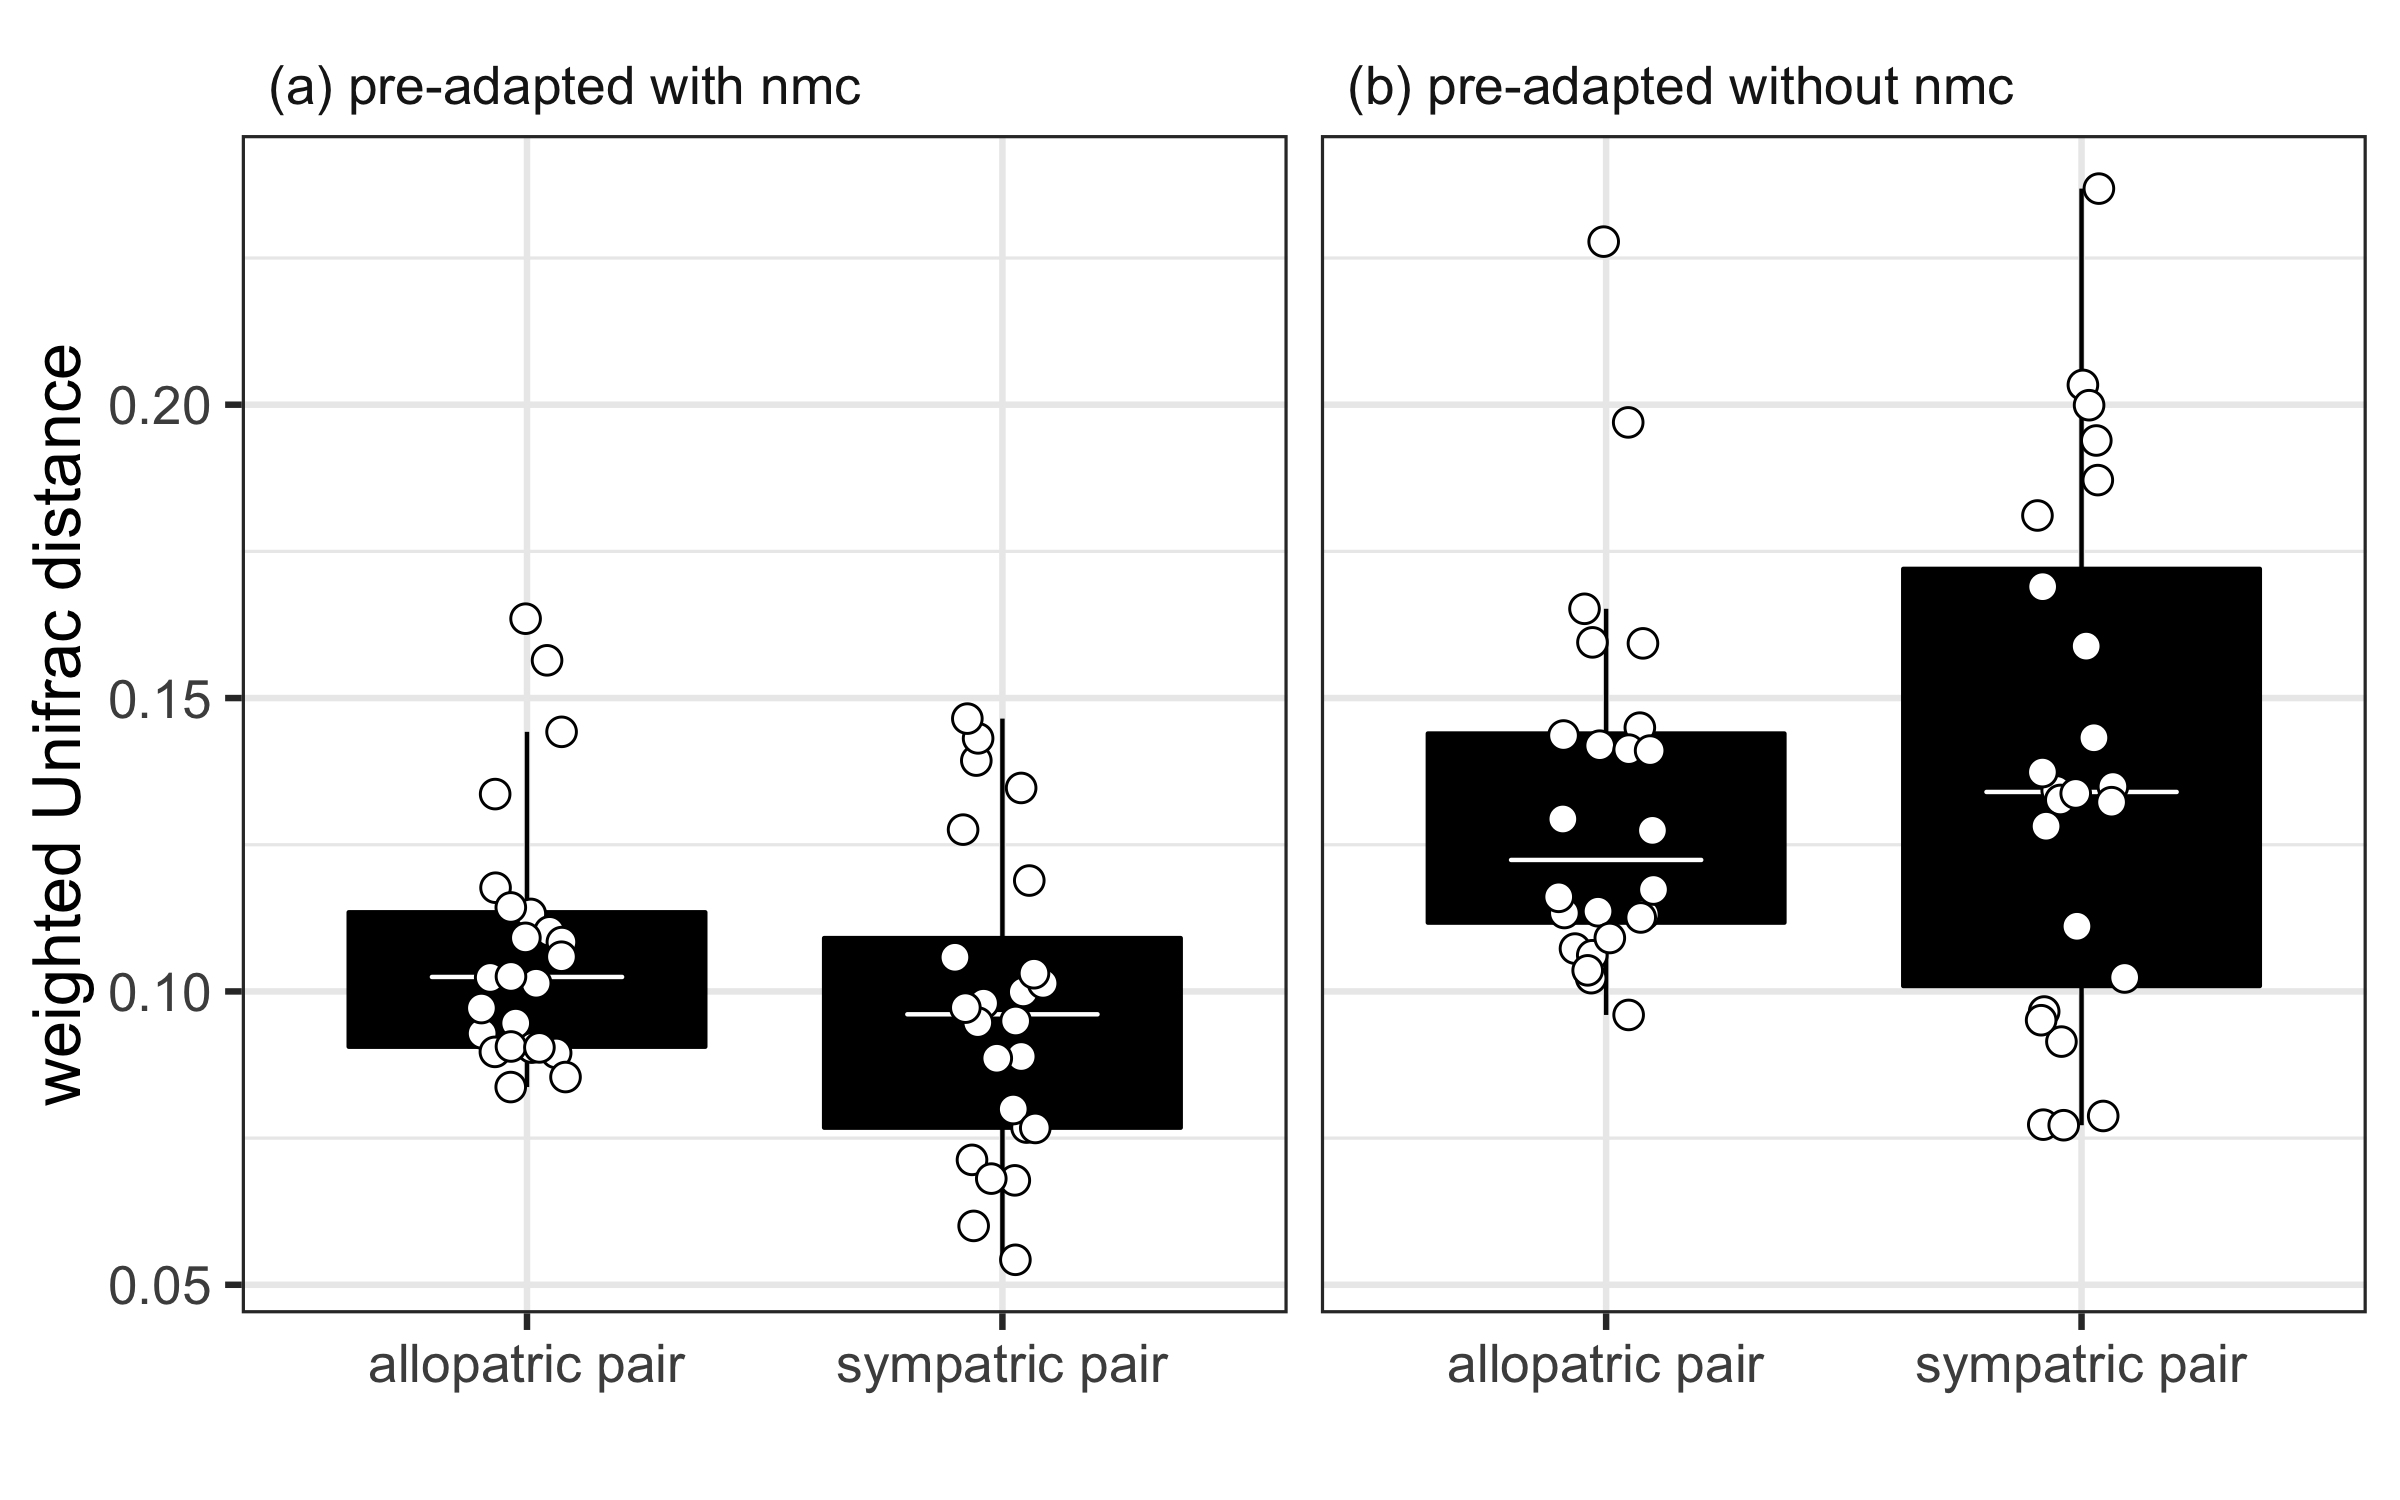 (a) pre-adapted with nmc
(b) pre-adapted without nmc
weighted Unifrac distance
0.20
0.15
0.10
0.05
allopatric pair
sympatric pair
allopatric pair
sympatric pair